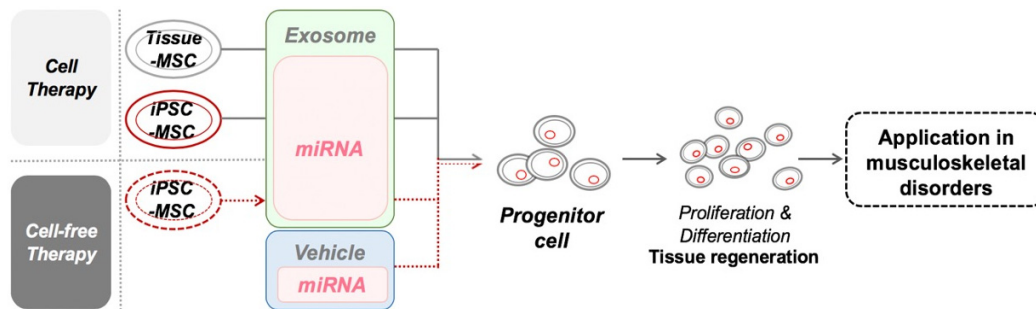 Cell
Therapy
Tissue
-MSC
iPSC
-MSC
Exosome
miRNA
Cell-free
Therapy
iPSC
-MSC
Vehicle
miRNA
Progenitor
cell
Proliferation &
Differentiation
Tissue regeneration
Application in
musculoskeletal
disorders